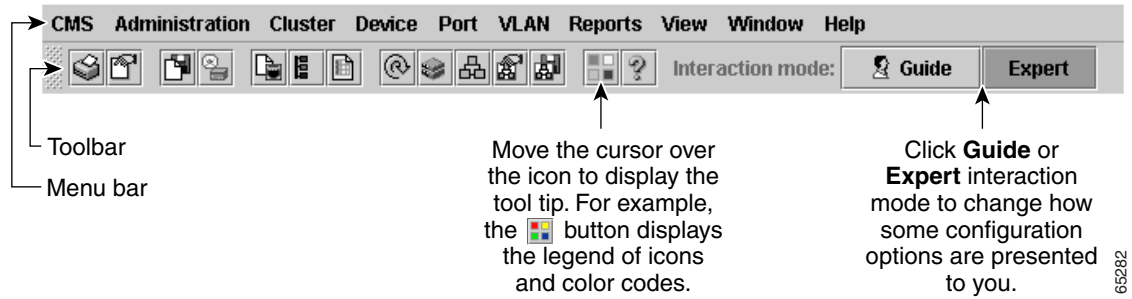 CMS Administration Cluster Device Port VLAN Reports View Window Help
Interaction mode: Guide Expert
Toolbar
Menu bar
Move the cursor over
the icon to display the
tool tip. For example,
the button displays
the legend of icons
and color codes.
Click Guide or
Expert interaction
mode to change how
some configuration
options are presented
to you.
65282